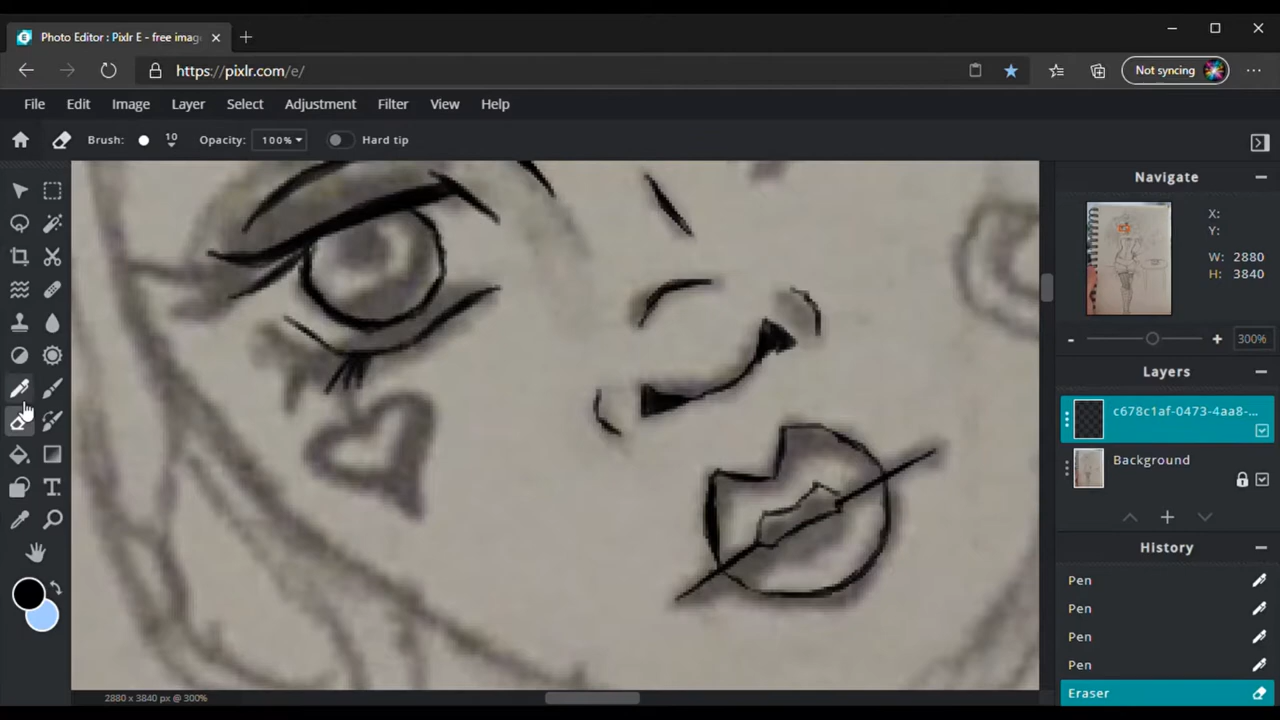 Photo Editor : Pixlr E - free imag
https://pixlr.com/e/
Not syncing
File Edit Image Layer Select Adjustment Filter View Help
Brush: 10 Opacity: 100% Hard tip
Navigate
X:
Y:
W: 2880
H: 3840
300%
Layers
c678c1af-0473-4aa8-...
Background
History
Pen
Pen
Pen
Pen
Eraser
2880 x 3840 px @ 300%